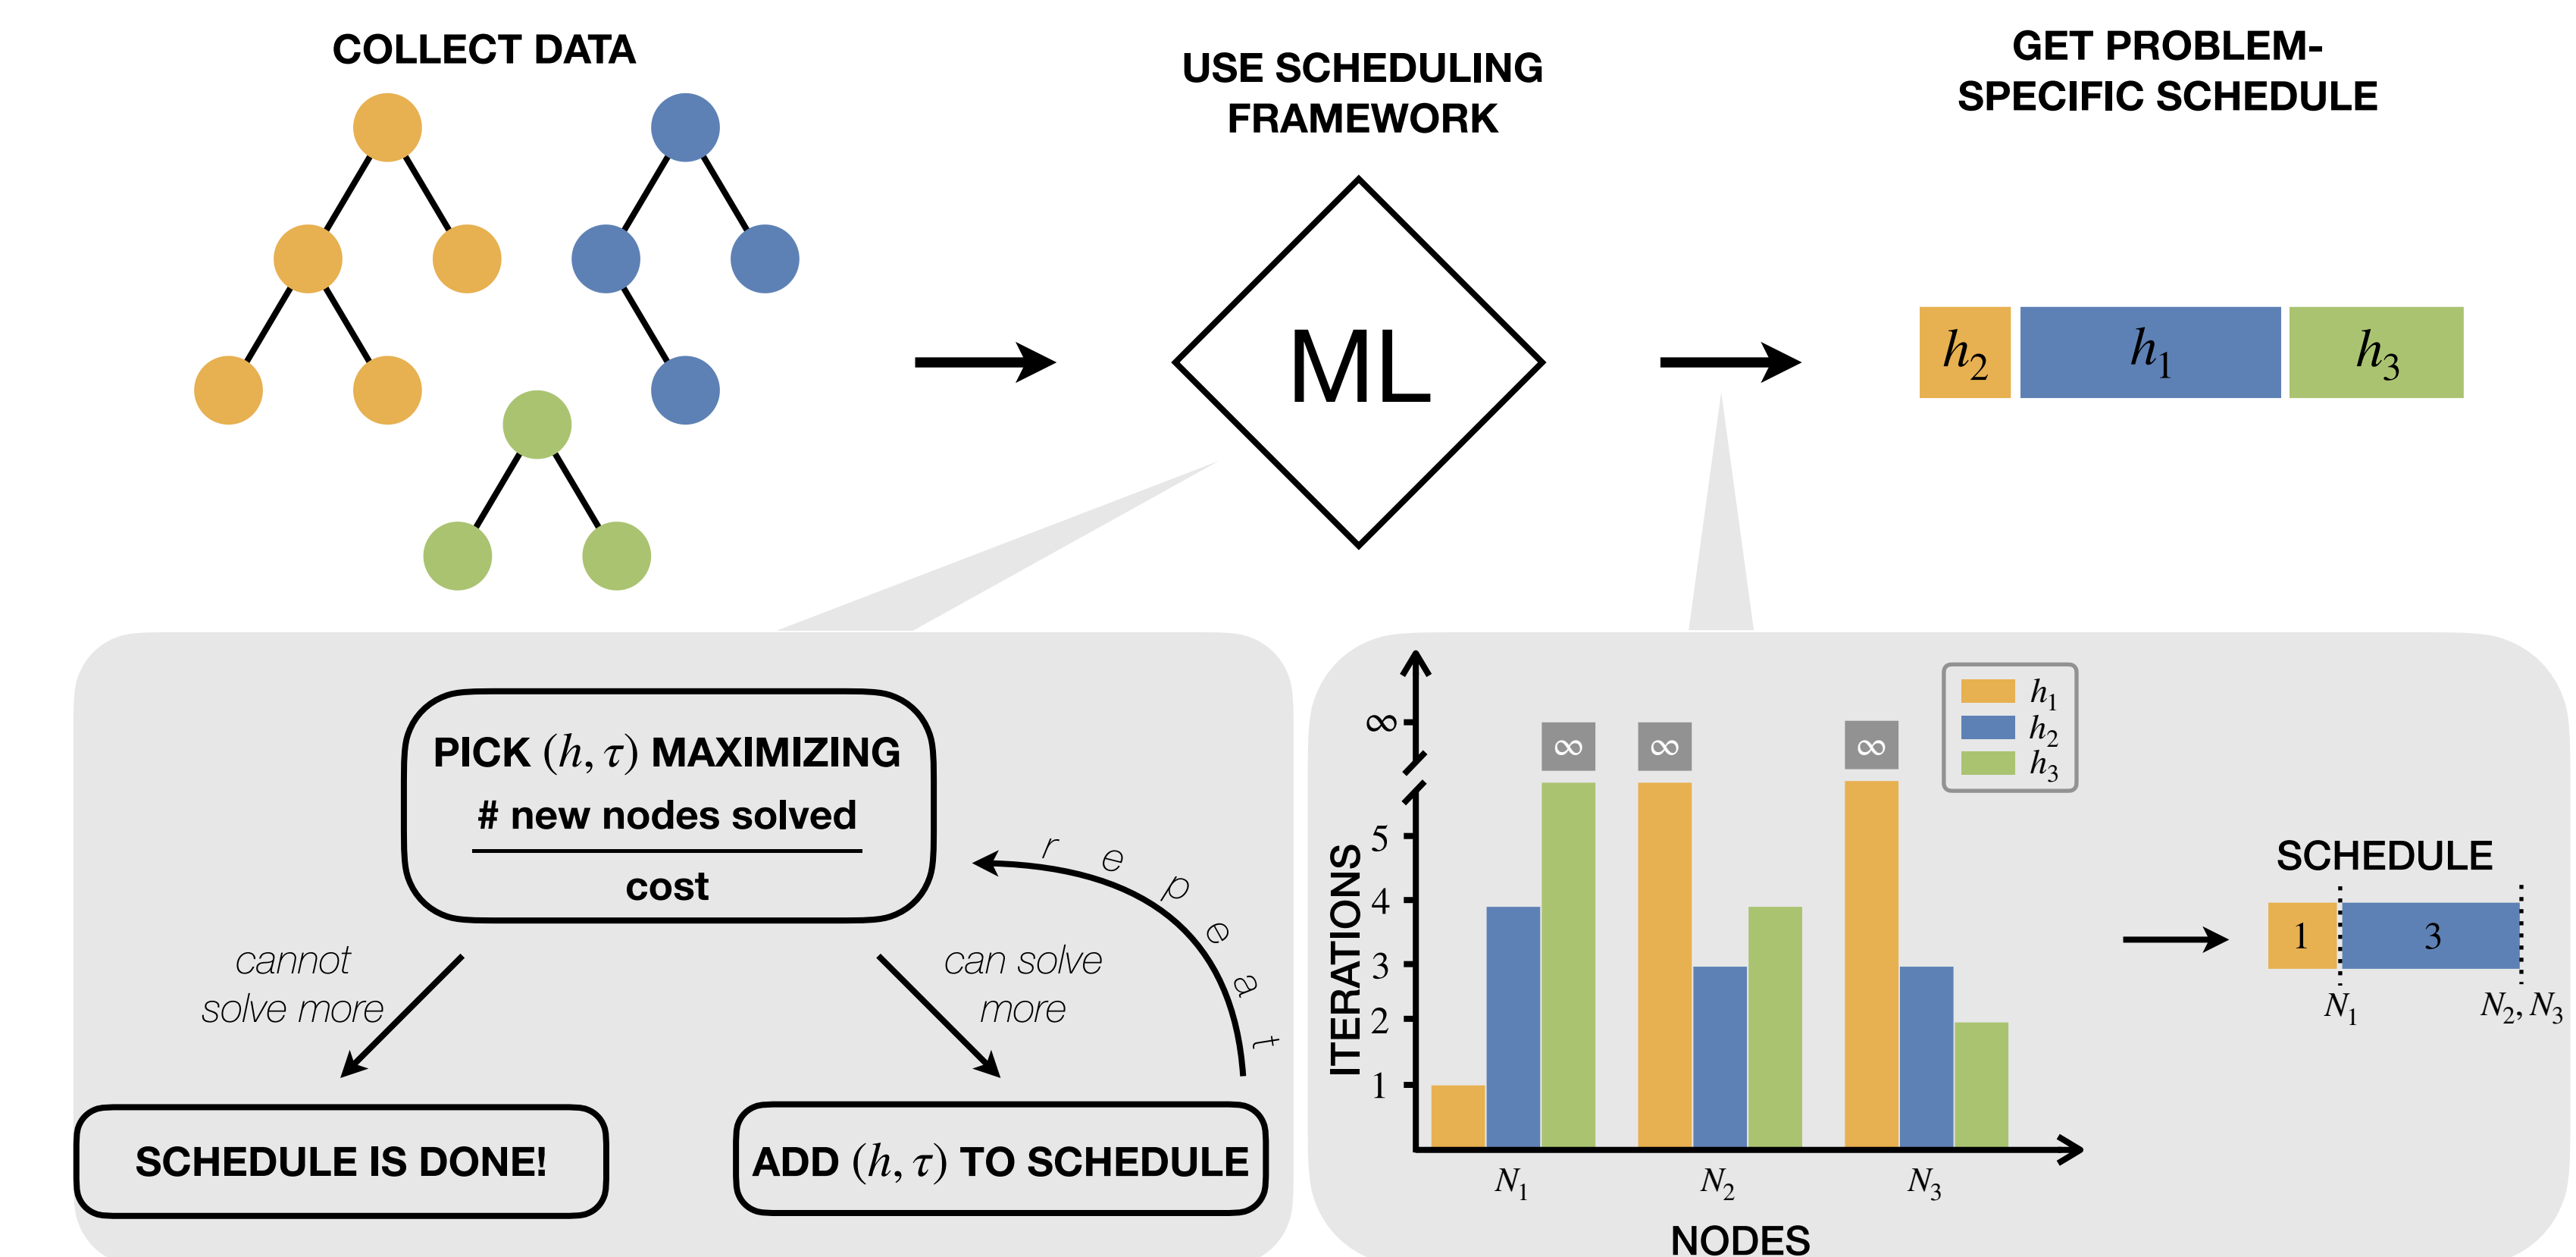 COLLECT DATA
USE SCHEDULING
FRAMEWORK
GET PROBLEM-
SPECIFIC SCHEDULE
ML
h₂ h₁ h₃
PICK (h, τ) MAXIMIZING
# new nodes solved
cost
repeat
cannot
solve more
can solve
more
SCHEDULE IS DONE!
ADD (h, τ) TO SCHEDULE
∞
5
4
3
2
1
ITERATIONS
∞ ∞ ∞
h₁
h₂
h₃
N₁ N₂ N₃
NODES
SCHEDULE
1 3
N₁ N₂, N₃